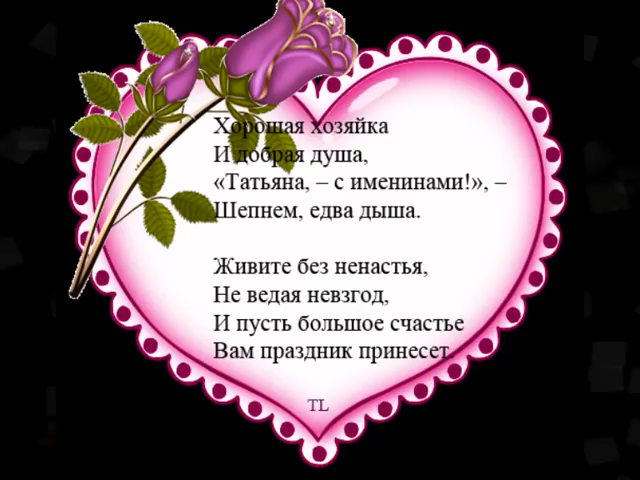 Хорошая хозяйка
И добрая душа,
«Татьяна, – с именинами!», –
Шепнем, едва дыша.

Живите без ненастья,
Не ведая невзгод,
И пусть большое счастье
Вам праздник принесет.
TL